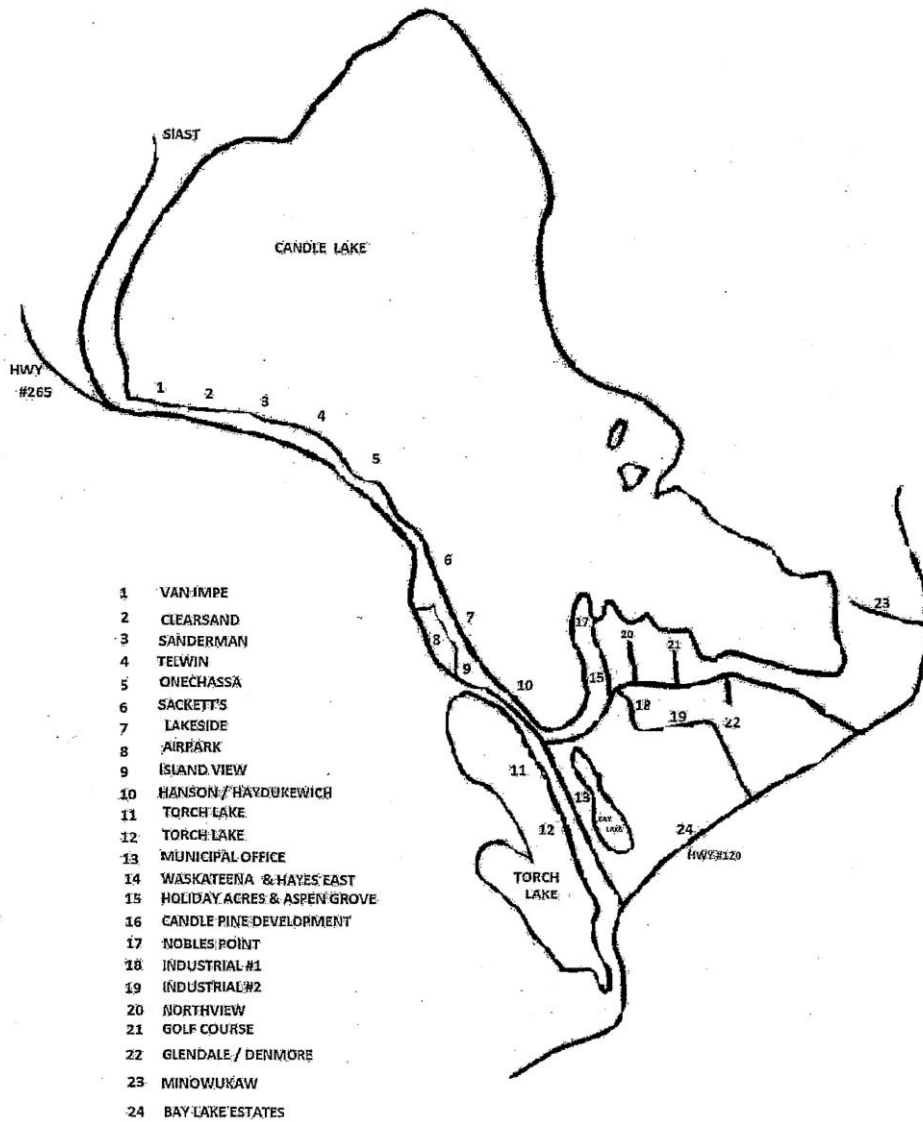 SIAST
CANDLE LAKE
HWY
#265
1
2
3
4
5
6
7
8
9
10
17
20
21
15
18
19
22
23
11
12
13
BAY
LAKE
24
HWY #120
TORCH
LAKE
1 VAN IMPE
2 CLEARSAND
3 SANDERMAN
4 TELWIN
5 ONECHASSA
6 SACKETT'S
7 LAKESIDE
8 AIRPARK
9 ISLAND VIEW
10 HANSON / HAYDUKEWICH
11 TORCH LAKE
12 TORCH LAKE
13 MUNICIPAL OFFICE
14 WASKATEENA & HAYES EAST
15 HOLIDAY ACRES & ASPEN GROVE
16 CANDLE PINE DEVELOPMENT
17 NOBLES POINT
18 INDUSTRIAL #1
19 INDUSTRIAL #2
20 NORTHVIEW
21 GOLF COURSE
22 GLENDALE / DENMORE
23 MINOWUKAW
24 BAY LAKE ESTATES